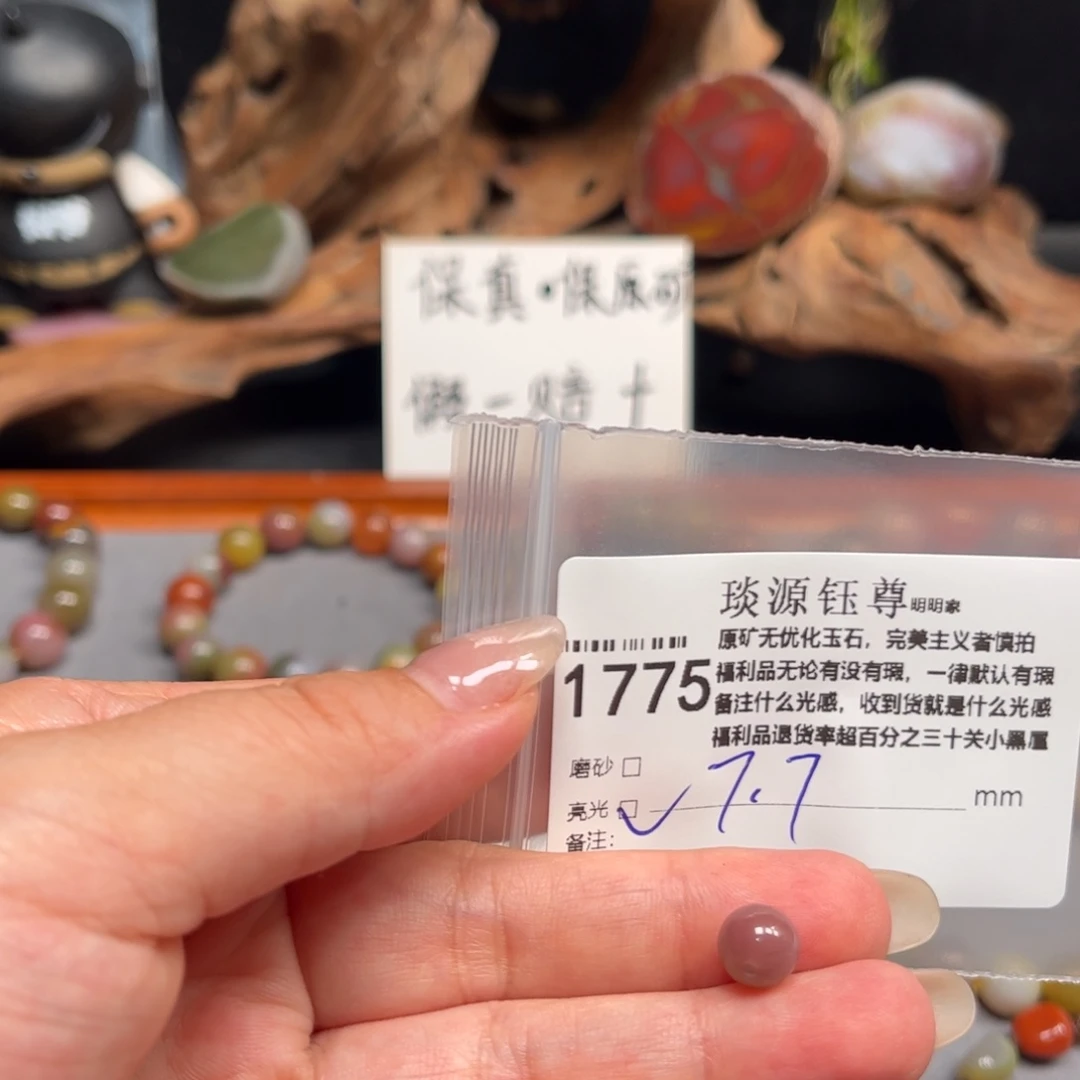 保真·保原矿
假一赔十
琰源钰尊明明家
原矿无优化玉石，完美主义者慎拍
福利品无论有没有瑕，一律默认有瑕
1775
备注什么光感，收到货就是什么光感
福利品退货率超百分之三十关小黑屋
磨砂 □
亮光 □ ✓ 7.7 mm
备注：